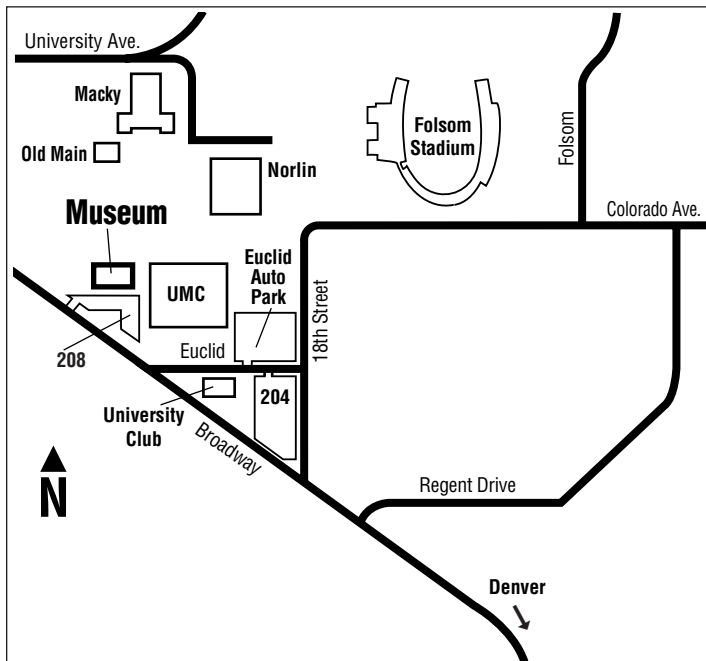 University Ave.
Macky
Old Main
Norlin
Folsom
Stadium
Folsom
Colorado Ave.
Museum
UMC
Euclid
Auto
Park
18th Street
208
Euclid
204
University
Club
Broadway
N
Regent Drive
Denver